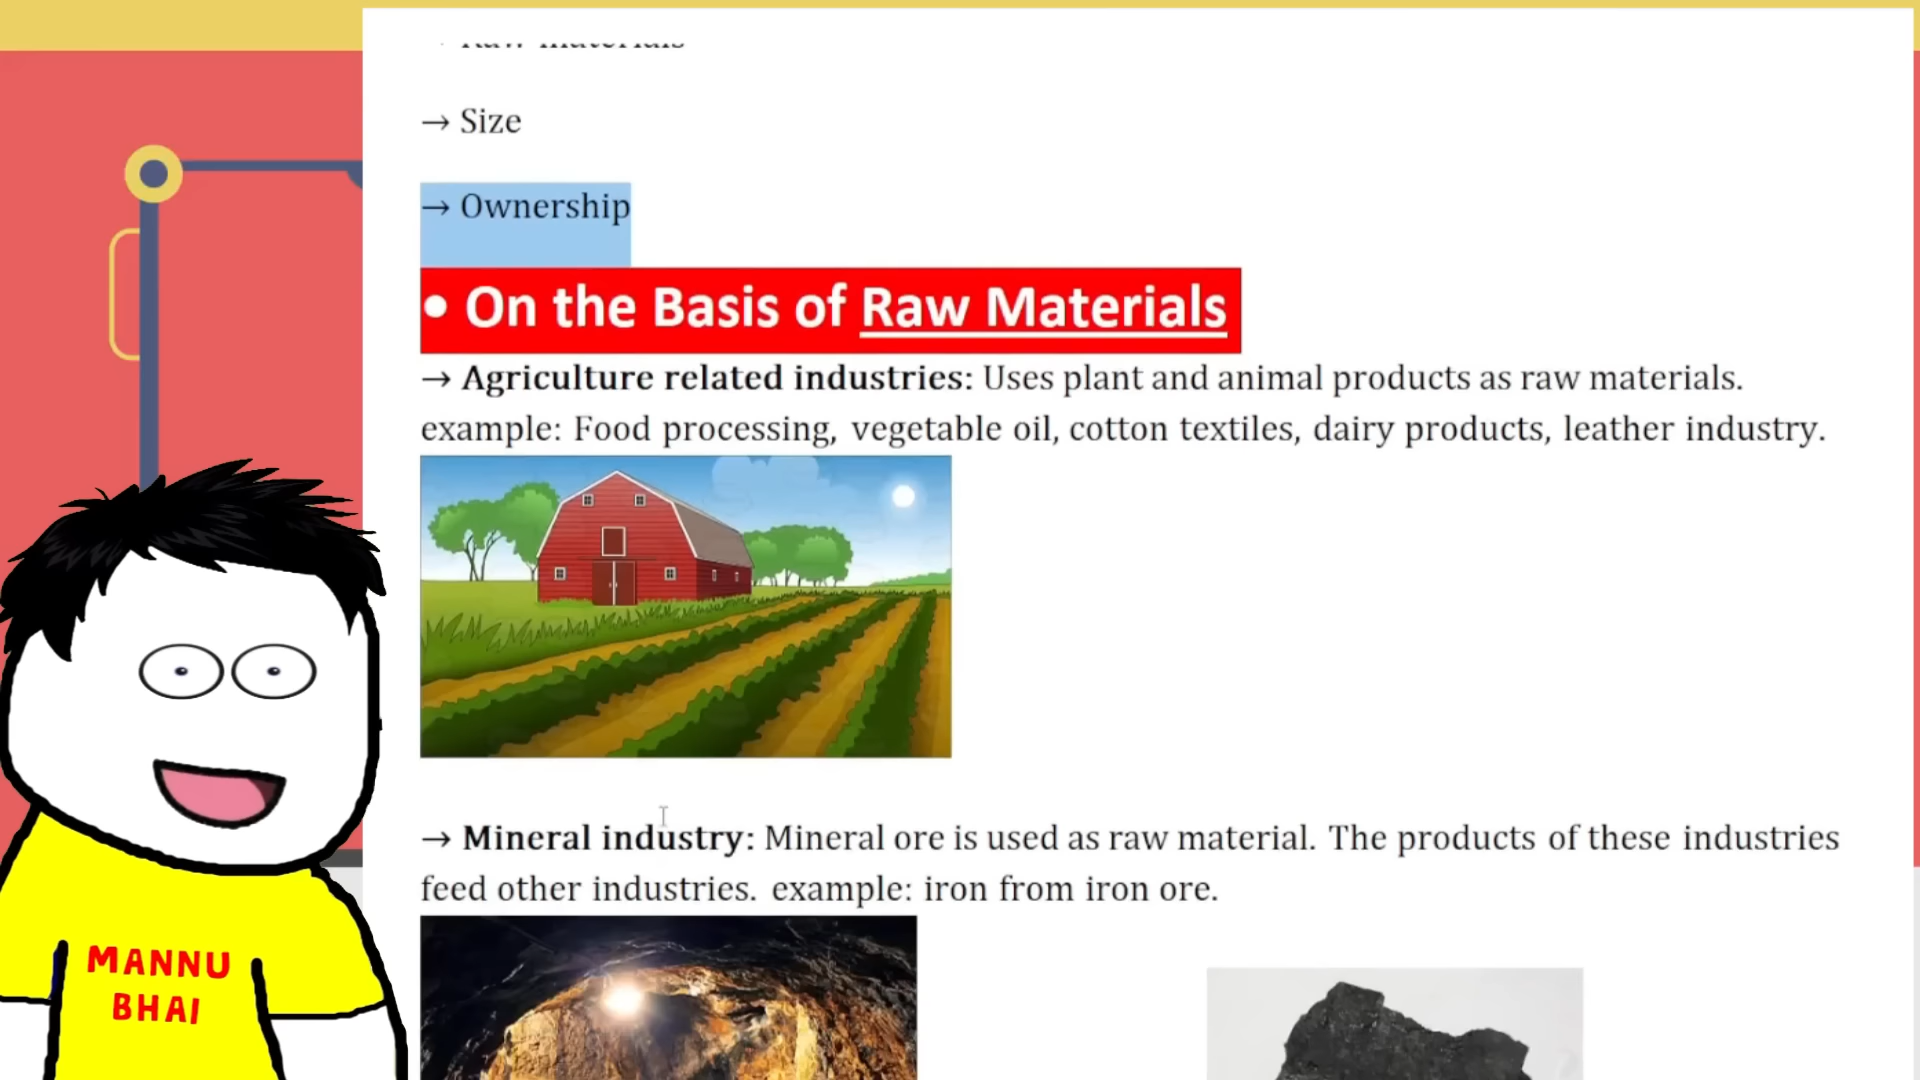 → Raw materials
→ Size
→ Ownership
• On the Basis of Raw Materials
→ Agriculture related industries: Uses plant and animal products as raw materials.
example: Food processing, vegetable oil, cotton textiles, dairy products, leather industry.
→ Mineral industry: Mineral ore is used as raw material. The products of these industries
feed other industries. example: iron from iron ore.
MANNU
BHAI